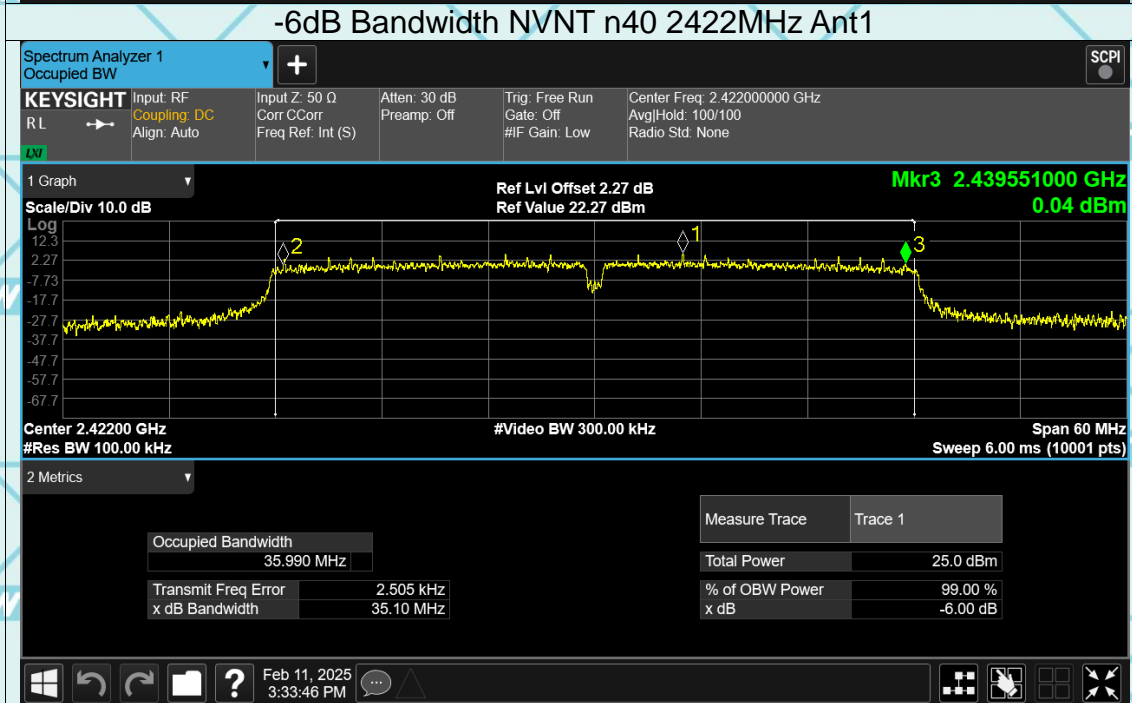 -6dB Bandwidth NVNT n40 2422MHz Ant1
Spectrum Analyzer 1
Occupied BW
+
SCPI
KEYSIGHT
R L
LXI
Input: RF
Coupling: DC
Align: Auto
Input Z: 50 Ω
Corr CCorr
Freq Ref: Int (S)
Atten: 30 dB
Preamp: Off
Trig: Free Run
Gate: Off
#IF Gain: Low
Center Freq: 2.422000000 GHz
Avg|Hold: 100/100
Radio Std: None
1 Graph
Scale/Div 10.0 dB
Ref Lvl Offset 2.27 dB
Ref Value 22.27 dBm
Mkr3 2.439551000 GHz
0.04 dBm
Log
12.3
2.27
-7.73
-17.7
-27.7
-37.7
-47.7
-57.7
-67.7
2
1
3
Center 2.42200 GHz
#Video BW 300.00 kHz
Span 60 MHz
#Res BW 100.00 kHz
Sweep 6.00 ms (10001 pts)
2 Metrics
Occupied Bandwidth
35.990 MHz
Transmit Freq Error 2.505 kHz
x dB Bandwidth 35.10 MHz
Measure Trace Trace 1
Total Power 25.0 dBm
% of OBW Power 99.00 %
x dB -6.00 dB
?
Feb 11, 2025
3:33:46 PM